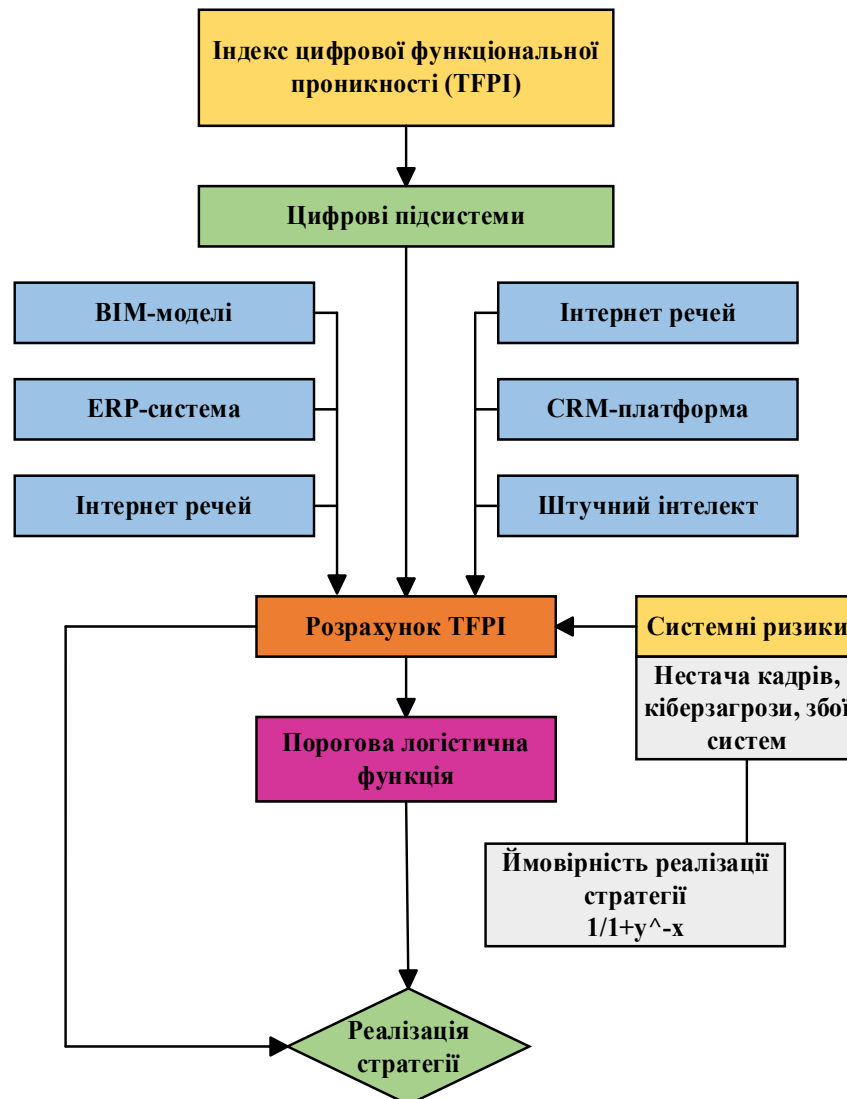 Індекс цифрової функціональної
проникності (TFPI)
Цифрові підсистеми
BIM-моделі
Інтернет речей
ERP-система
CRM-платформа
Інтернет речей
Штучний інтелект
Розрахунок TFPI
Системні ризики
Нестача кадрів,
кіберзагрози, збої
систем
Порогова логістична
функція
Ймовірність реалізації
стратегії
1/1+y^-x
Реалізація
стратегії